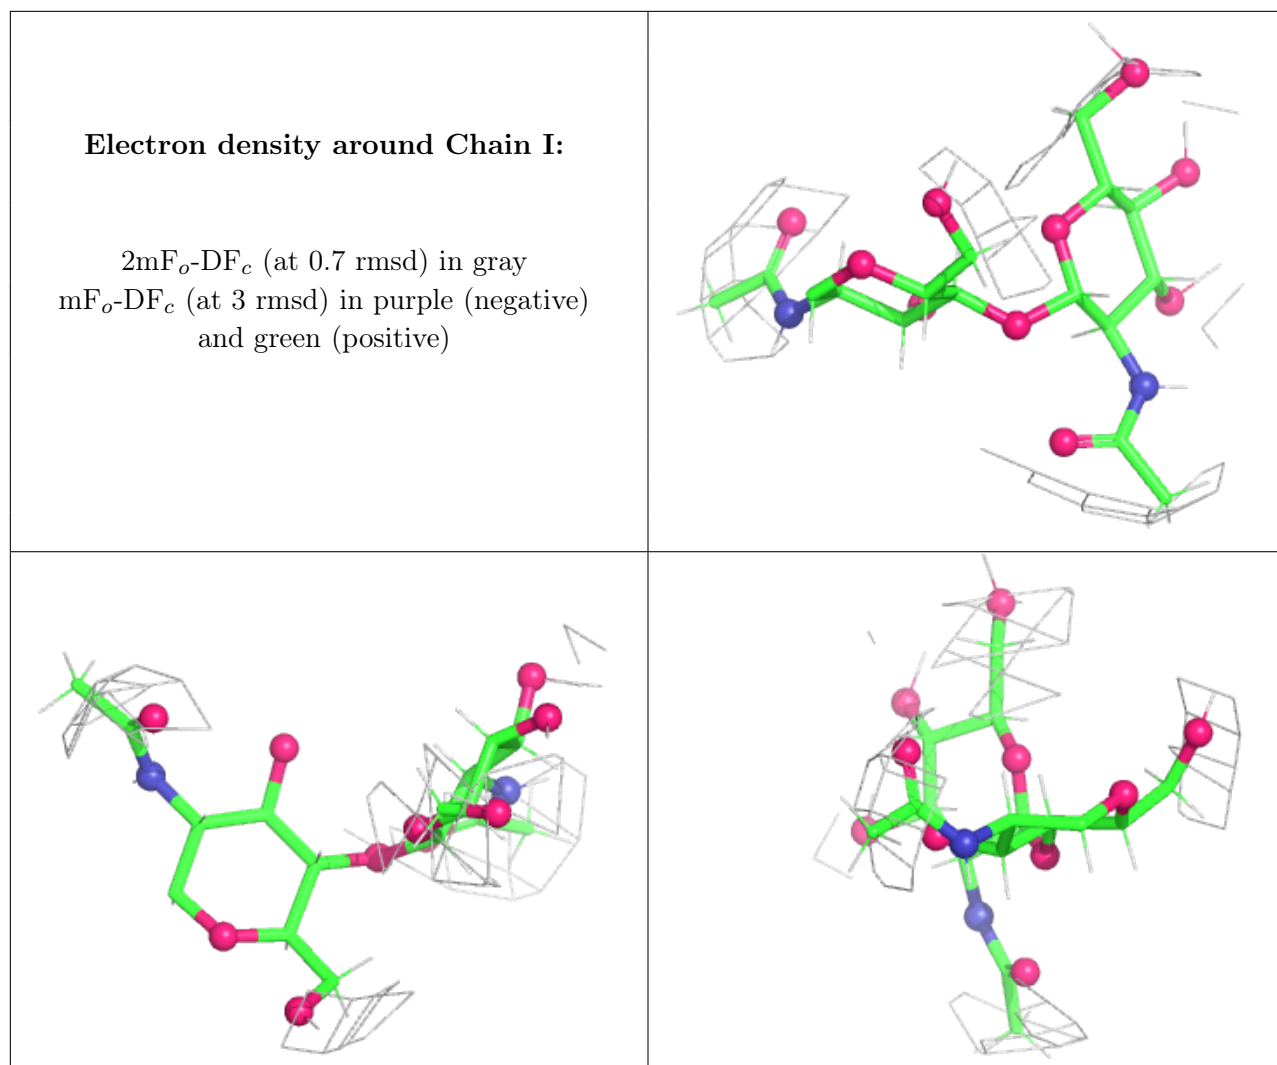 Electron density around Chain I:
2mFo-DFc (at 0.7 rmsd) in gray
mFo-DFc (at 3 rmsd) in purple (negative)
and green (positive)